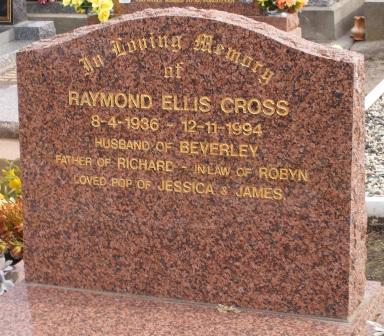 In Loving Memory
of
RAYMOND ELLIS CROSS
8-4-1936 - 12-11-1994
HUSBAND OF BEVERLEY
FATHER OF RICHARD - IN LAW OF ROBYN
LOVED POP OF JESSICA & JAMES